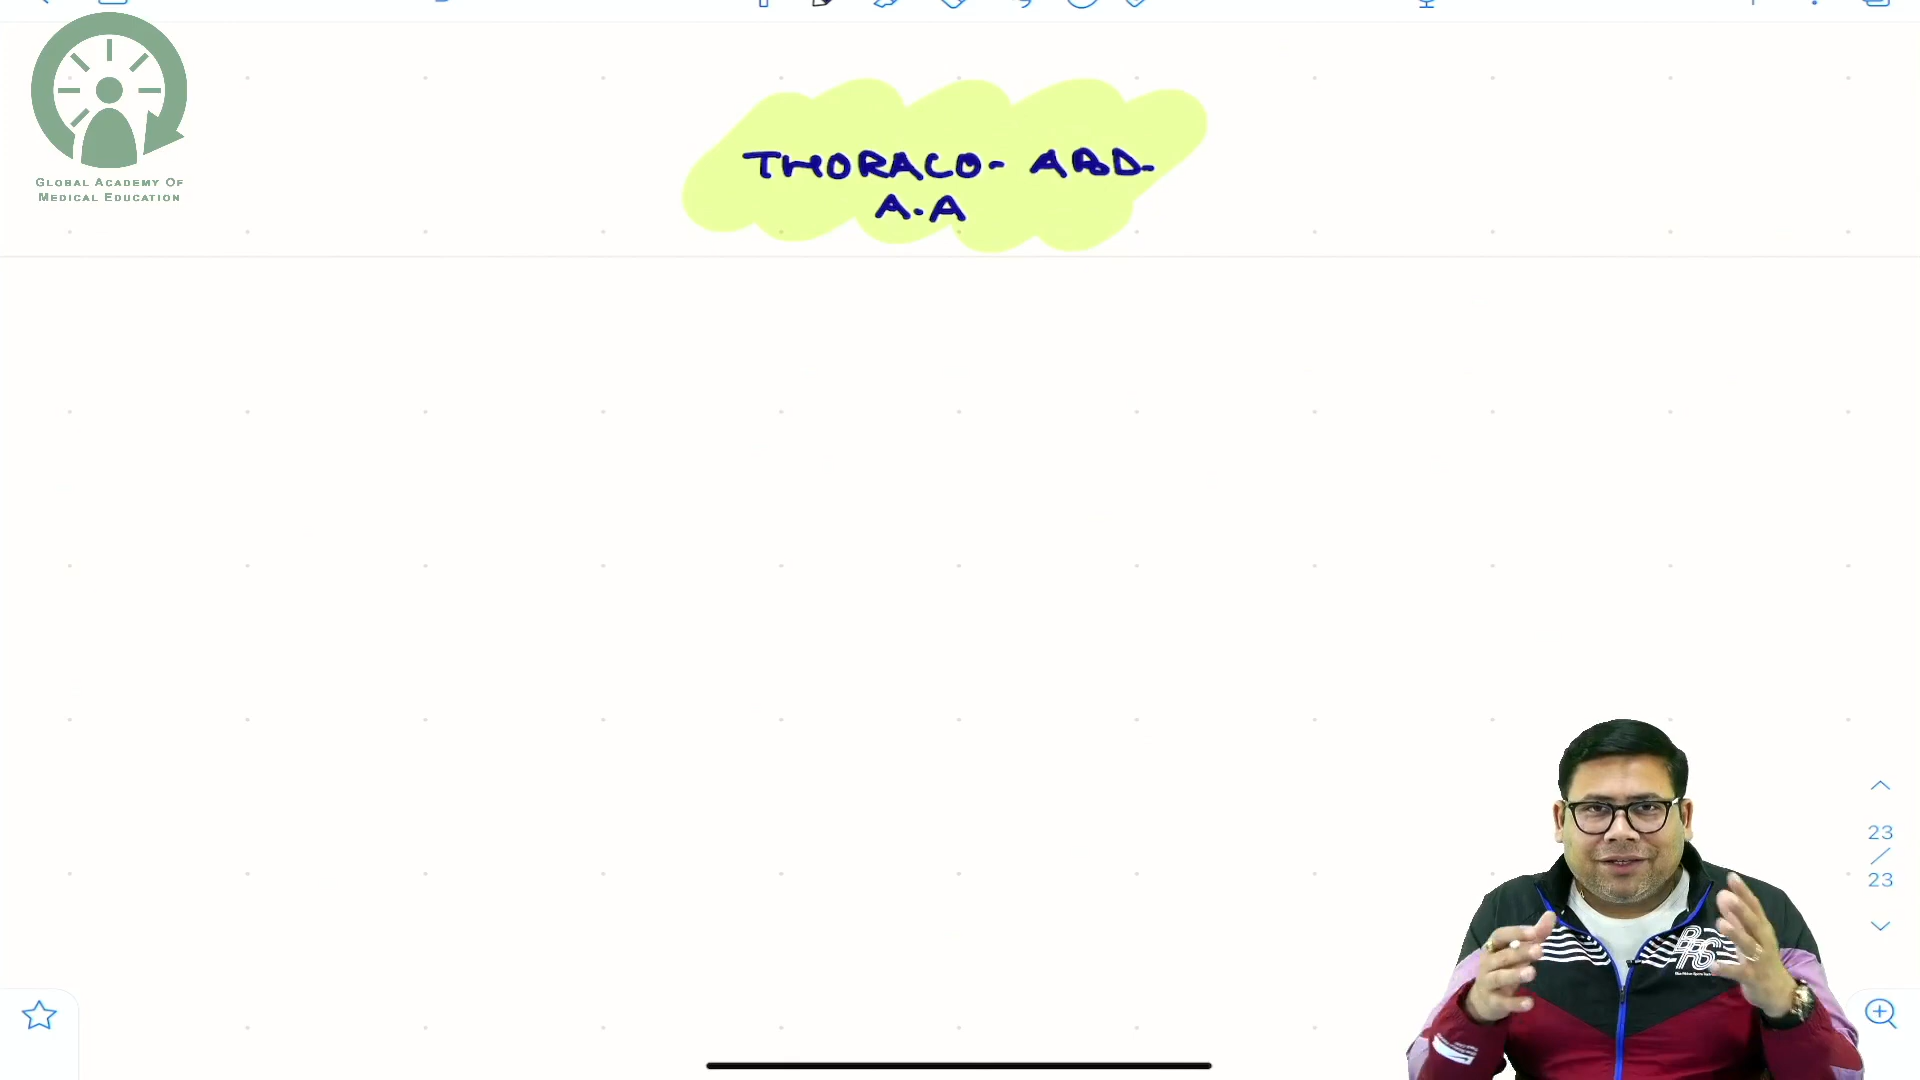 GLOBAL ACADEMY OF
MEDICAL EDUCATION
THORACO- ABD-
A.A
23
/
23